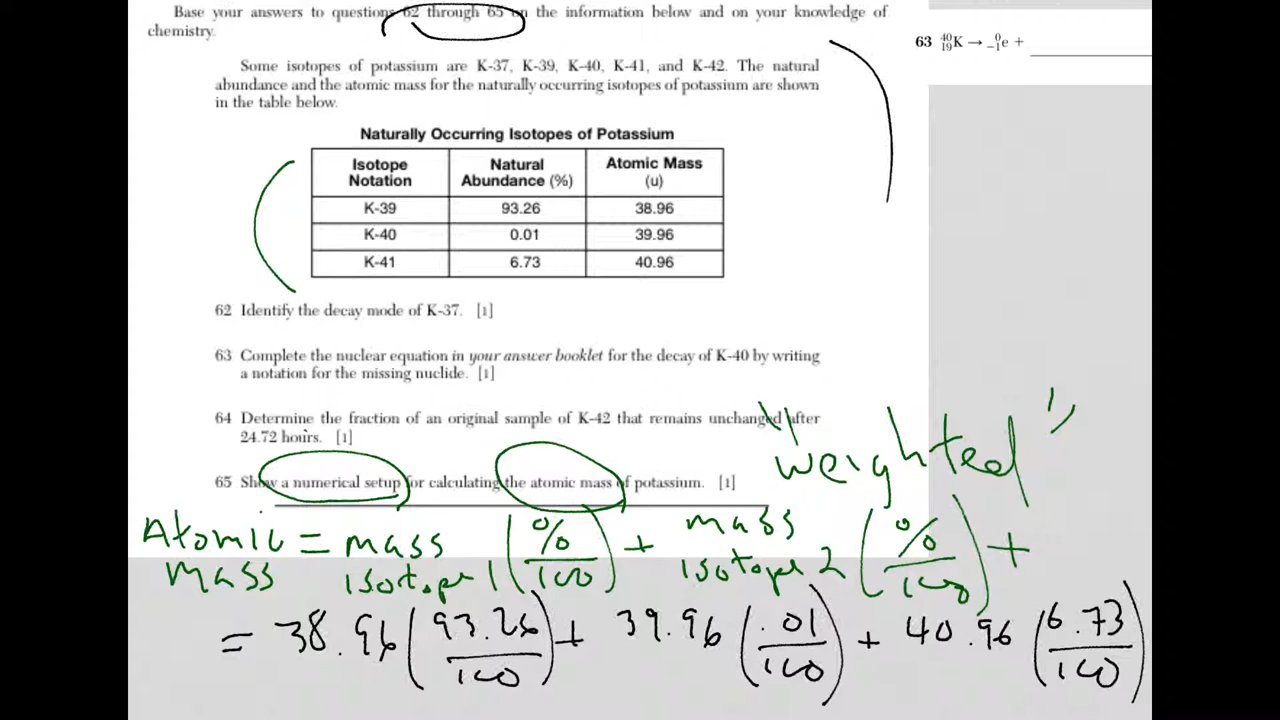 Base your answers to questions 62 through 65 on the information below and on your knowledge of
chemistry.
63 ⁴⁰₁₉K → ⁰₋₁e + ________
Some isotopes of potassium are K-37, K-39, K-40, K-41, and K-42. The natural
abundance and the atomic mass for the naturally occurring isotopes of potassium are shown
in the table below.
Naturally Occurring Isotopes of Potassium
Isotope Notation Natural Abundance (%) Atomic Mass (u)
K-39 93.26 38.96
K-40 0.01 39.96
K-41 6.73 40.96
62 Identify the decay mode of K-37. [1]
63 Complete the nuclear equation in your answer booklet for the decay of K-40 by writing
a notation for the missing nuclide. [1]
64 Determine the fraction of an original sample of K-42 that remains unchanged after
24.72 hours. [1]
"weighted"
65 Show a numerical setup for calculating the atomic mass of potassium. [1]
Atomic mass = mass isotope 1 (%/100) + mass isotope 2 (%/100) +
= 38.96 (93.26/100) + 39.96 (.01/100) + 40.96 (6.73/100)